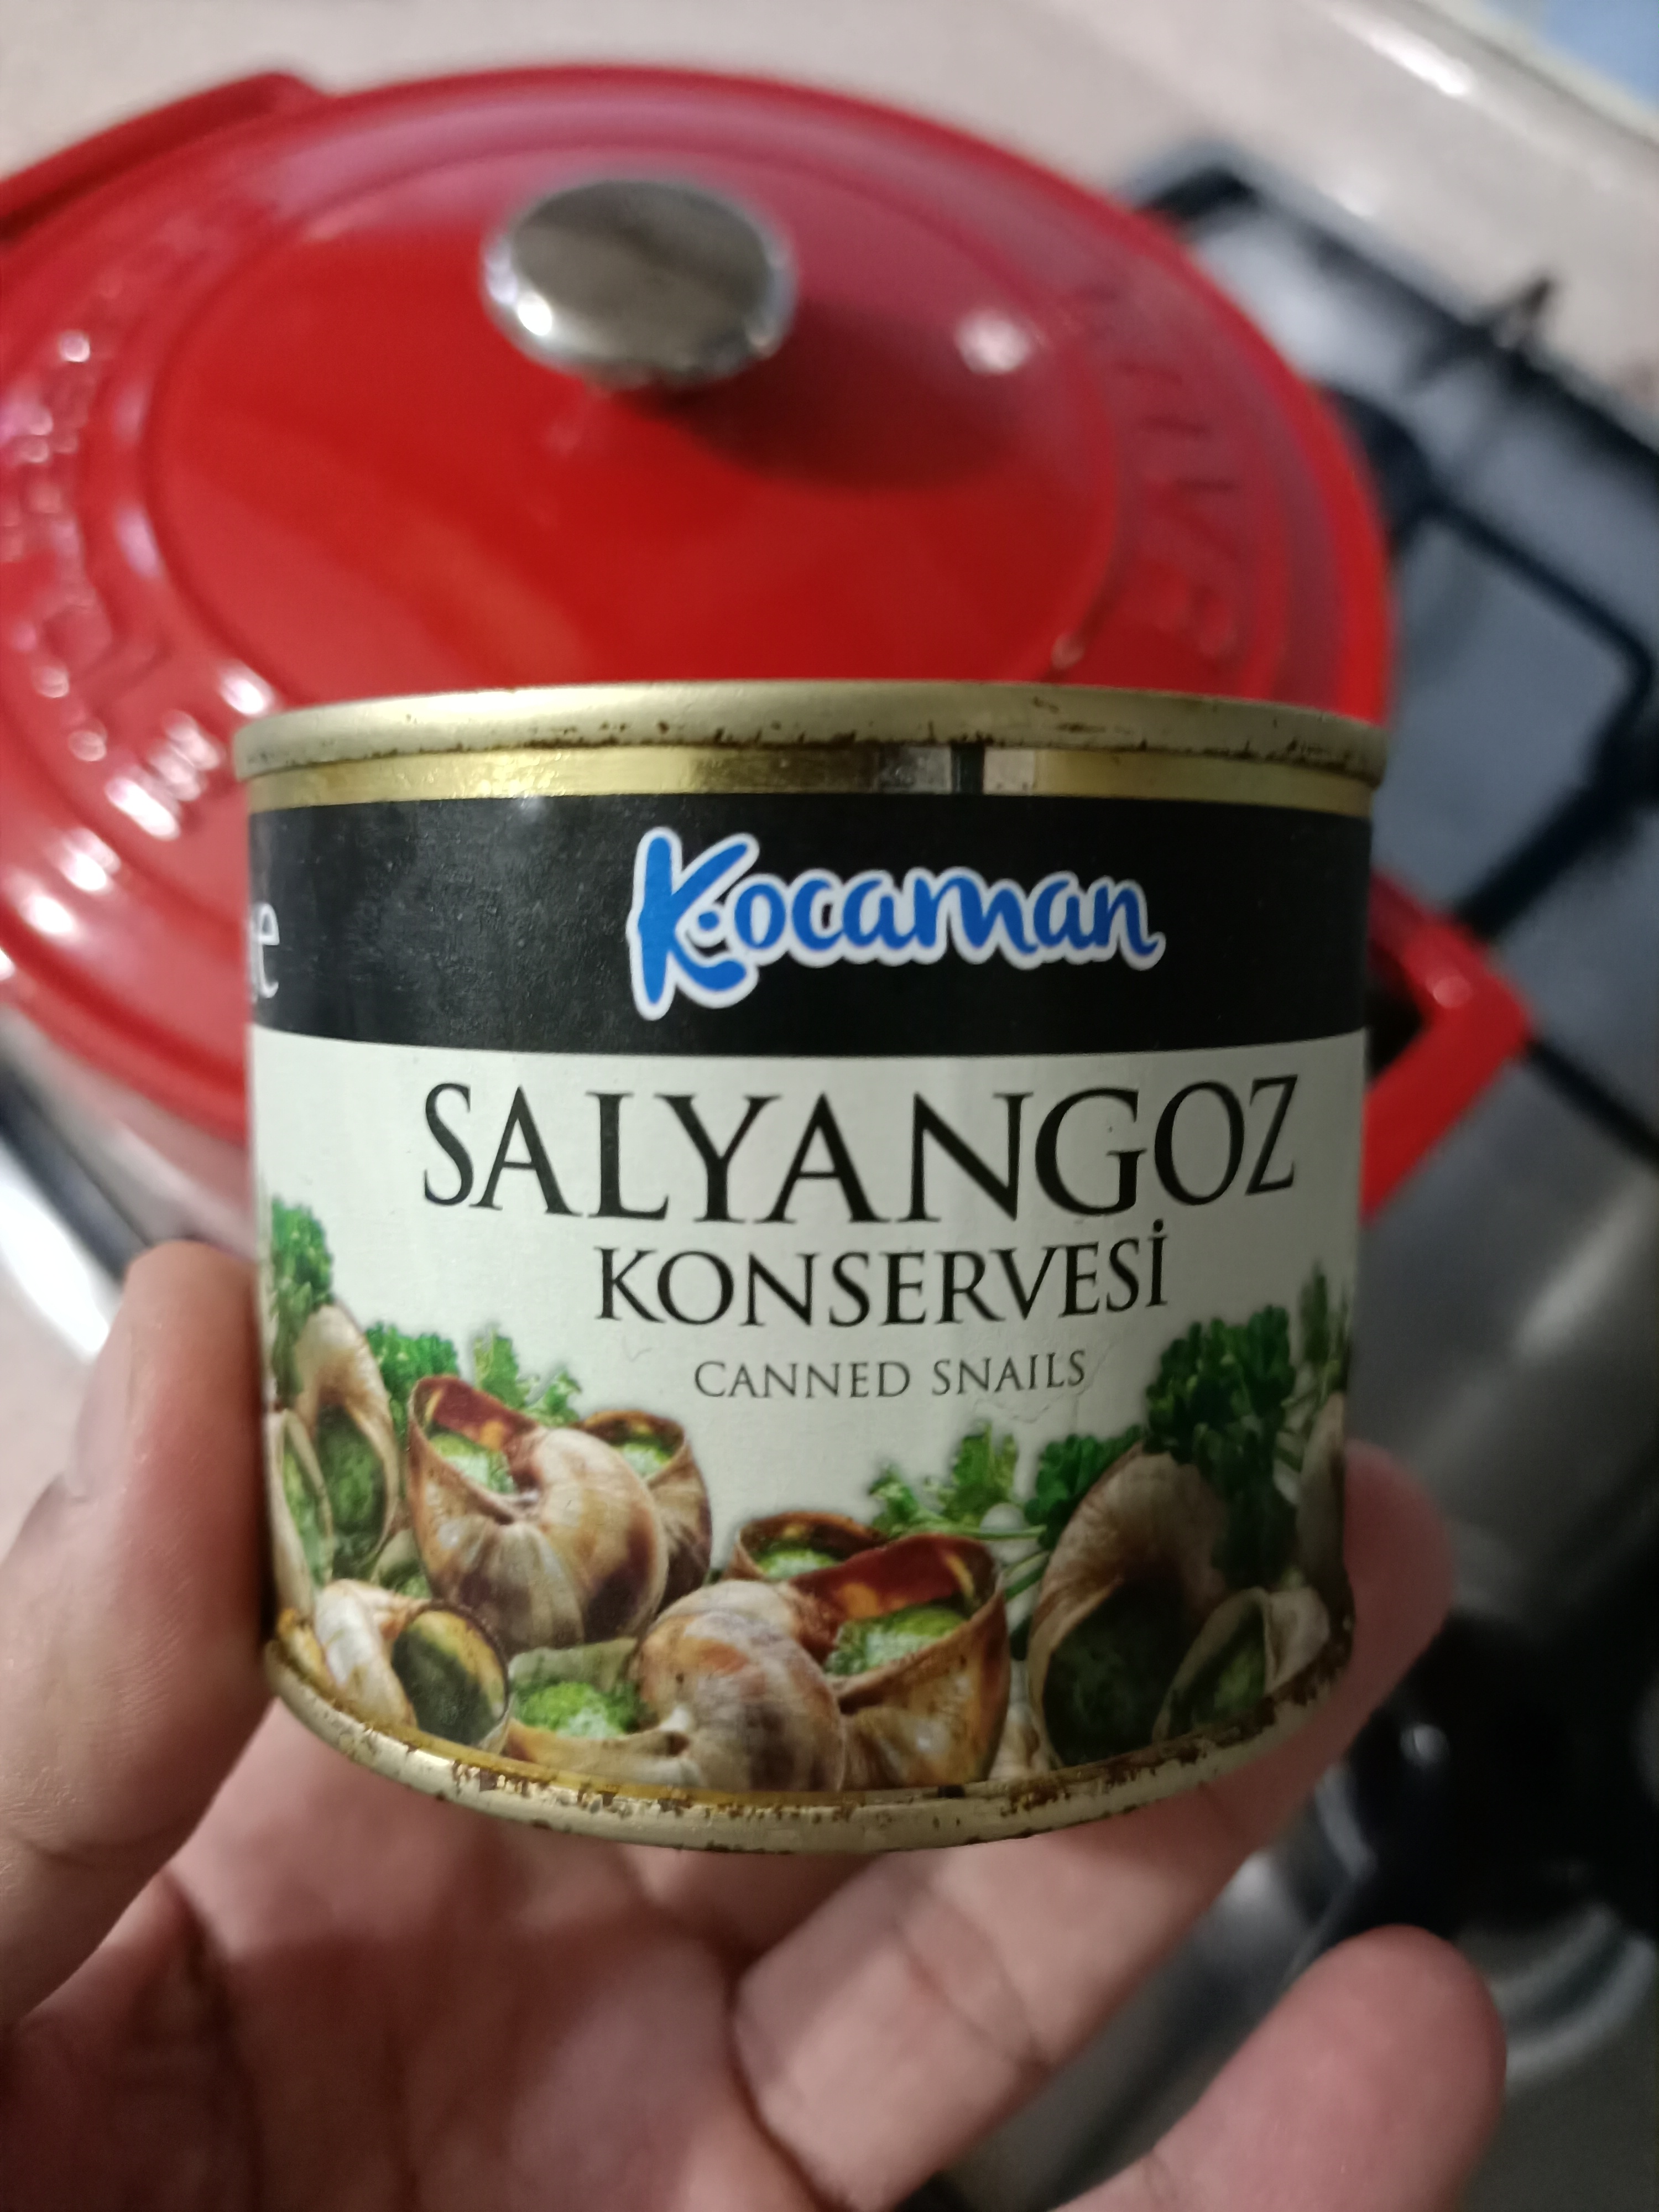 Kocaman
SALYANGOZ
KONSERVESİ
CANNED SNAILS